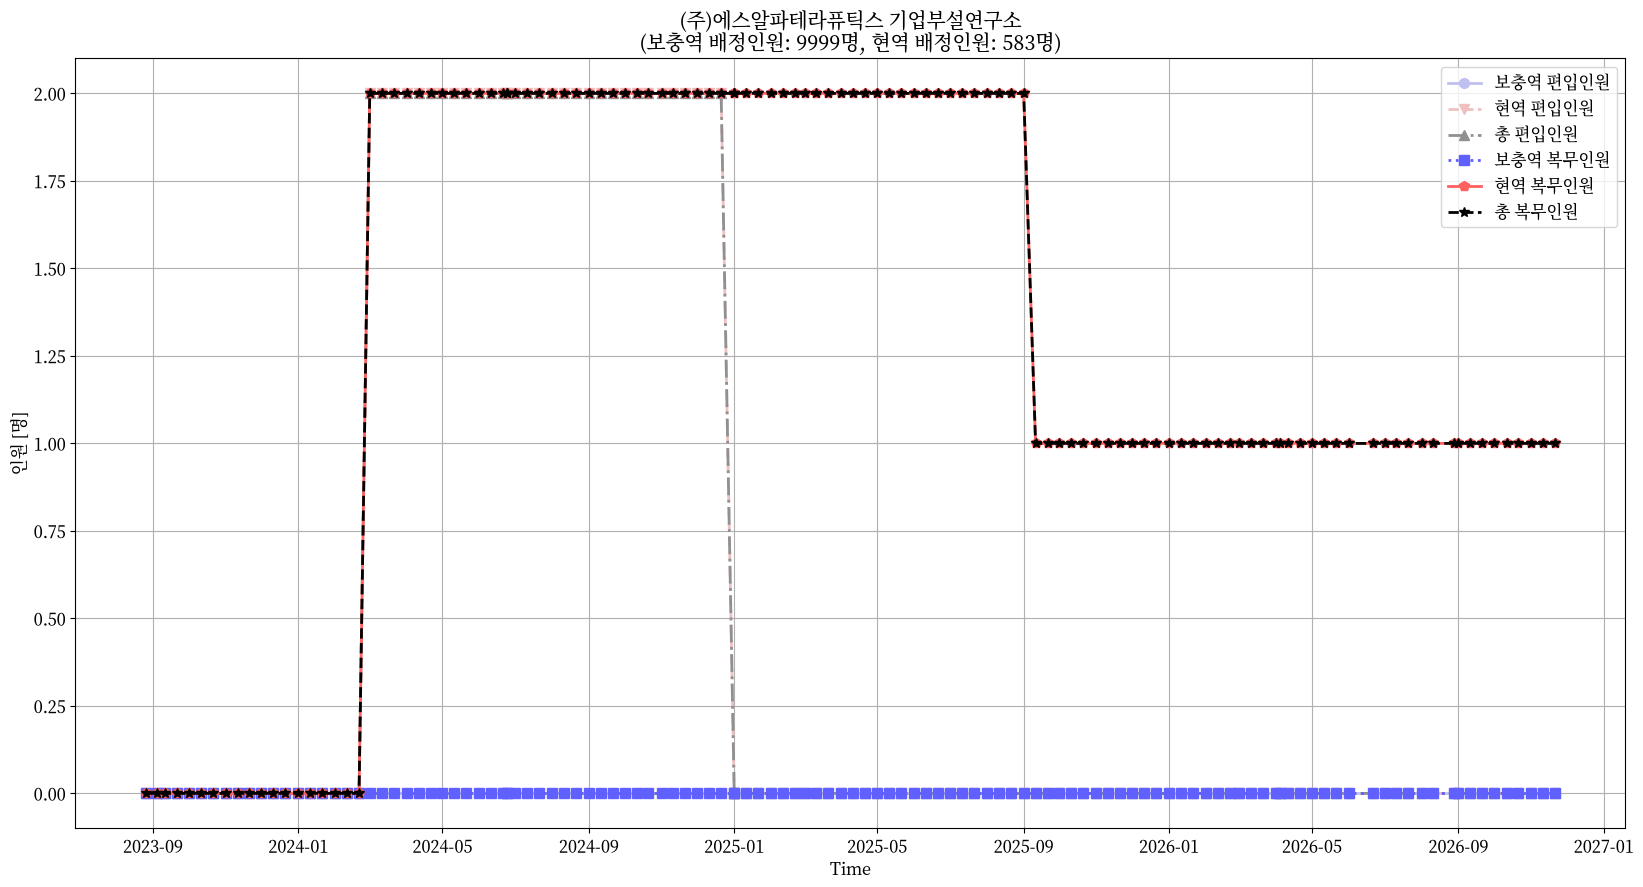 (주)에스알파테라퓨틱스 기업부설연구소
(보충역 배정인원: 9999명, 현역 배정인원: 583명)
보충역 편입인원
현역 편입인원
총 편입인원
보충역 복무인원
현역 복무인원
총 복무인원
인원 [명]
2.00
1.75
1.50
1.25
1.00
0.75
0.50
0.25
0.00
2023-09
2024-01
2024-05
2024-09
2025-01
2025-05
2025-09
2026-01
2026-05
2026-09
2027-01
Time